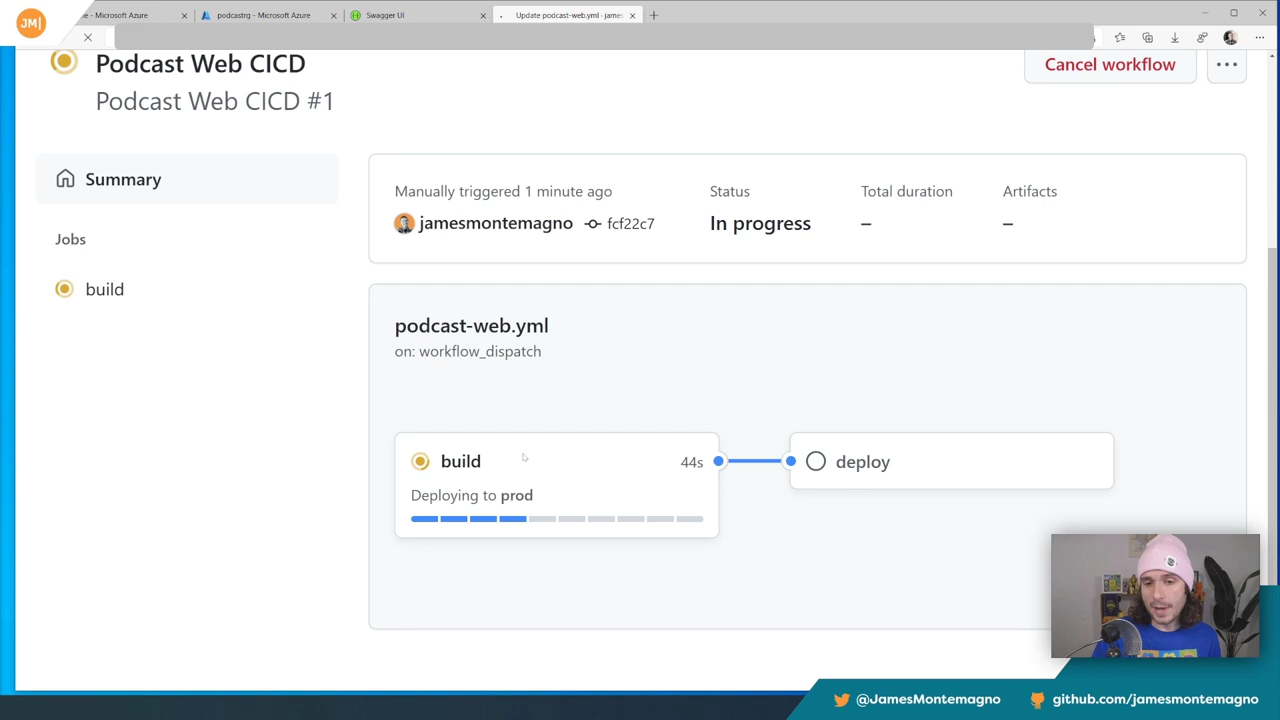 JM|
e - Microsoft Azure
podcastrg - Microsoft Azure
Swagger UI
Update podcast-web.yml - james
Podcast Web CICD
Podcast Web CICD #1
Cancel workflow
Summary
Jobs
build
Manually triggered 1 minute ago
jamesmontemagno fcf22c7
Status
In progress
Total duration
–
Artifacts
–
podcast-web.yml
on: workflow_dispatch
build
44s
Deploying to prod
deploy
@JamesMontemagno
github.com/jamesmontemagno